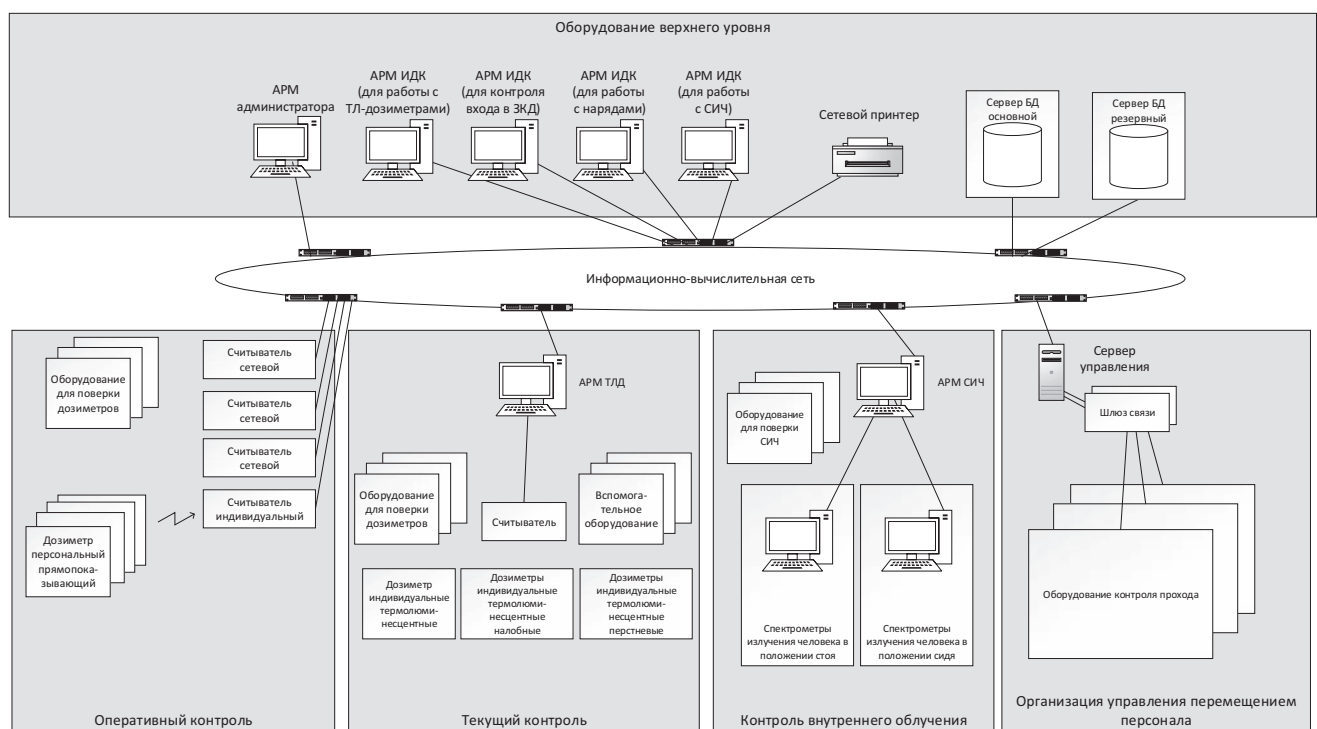 Оборудование верхнего уровня
АРМ
администратора
АРМ ИДК
(для работы с
ТЛ-дозиметрами)
АРМ ИДК
(для контроля
входа в ЗКД)
АРМ ИДК
(для работы
с нарядами)
АРМ ИДК
(для работы
с СИЧ)
Сетевой принтер
Сервер БД
основной
Сервер БД
резервный
Информационно-вычислительная сеть
Оборудование
для поверки
дозиметров
Считыватель
сетевой
Считыватель
сетевой
Считыватель
сетевой
Считыватель
индивидуальный
Дозиметр
персональный
прямопока-
зывающий
Оперативный контроль
АРМ ТЛД
Оборудование
для поверки
дозиметров
Считыватель
Вспомога-
тельное
оборудование
Дозиметр
индивидуальные
термолюми-
несцентные
Дозиметры
индивидуальные
термолюми-
несцентные
налобные
Дозиметры
индивидуальные
термолюми-
несцентные
перстневые
Текущий контроль
АРМ СИЧ
Оборудование
для поверки
СИЧ
Спектрометры
излучения человека в
положении стоя
Спектрометры
излучения человека в
положении сидя
Контроль внутреннего облучения
Сервер
управления
Шлюз связи
Оборудование контроля прохода
Организация управления перемещением
персонала